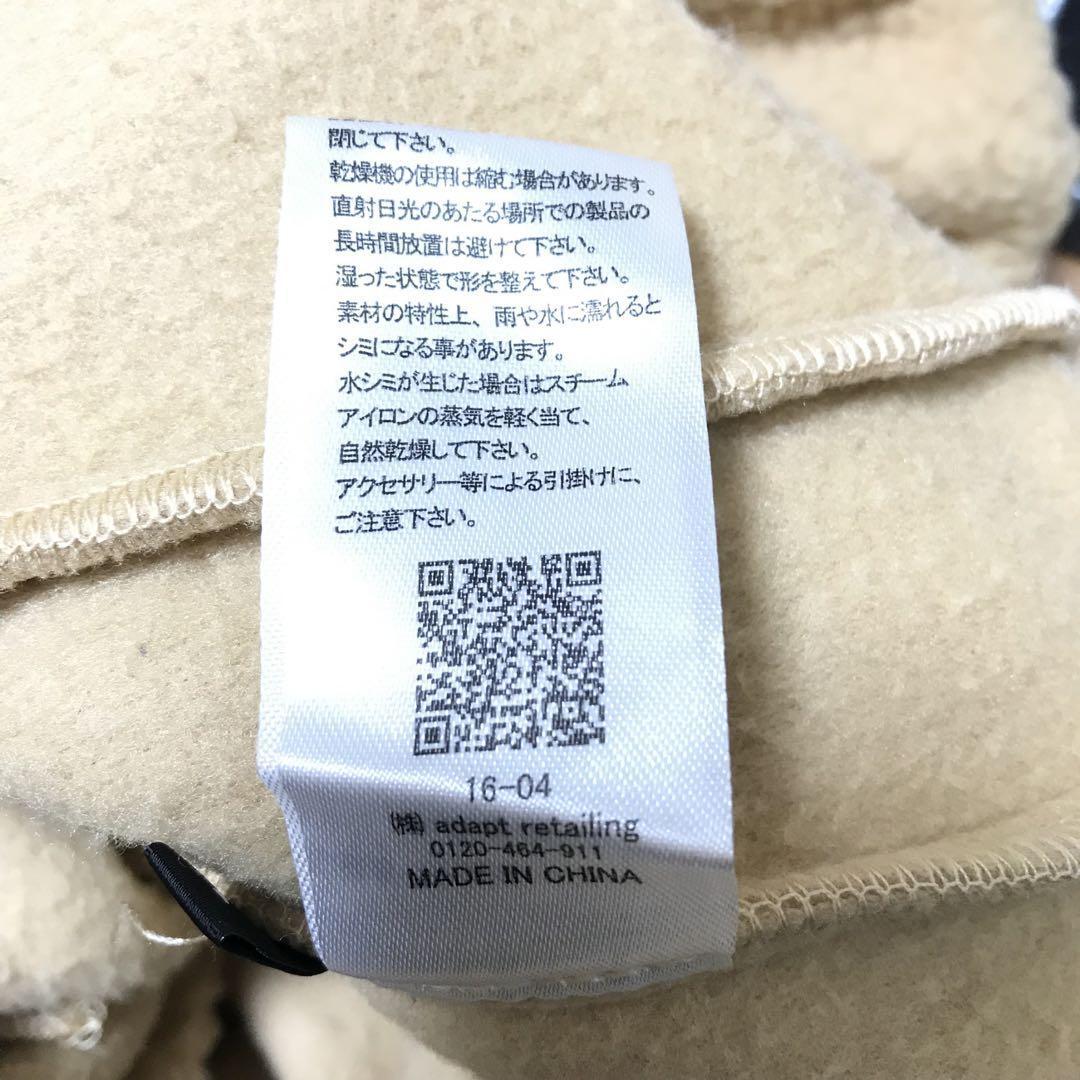 閉じて下さい。
乾燥機の使用は縮む場合があります。
直射日光のあたる場所での製品の
長時間放置は避けて下さい。
湿った状態で形を整えて下さい。
素材の特性上、雨や水に濡れると
シミになる事があります。
水シミが生じた場合はスチーム
アイロンの蒸気を軽く当て、
自然乾燥して下さい。
アクセサリー等による引掛けに、
ご注意下さい。
16-04
(株) adapt retailing
0120-464-911
MADE IN CHINA